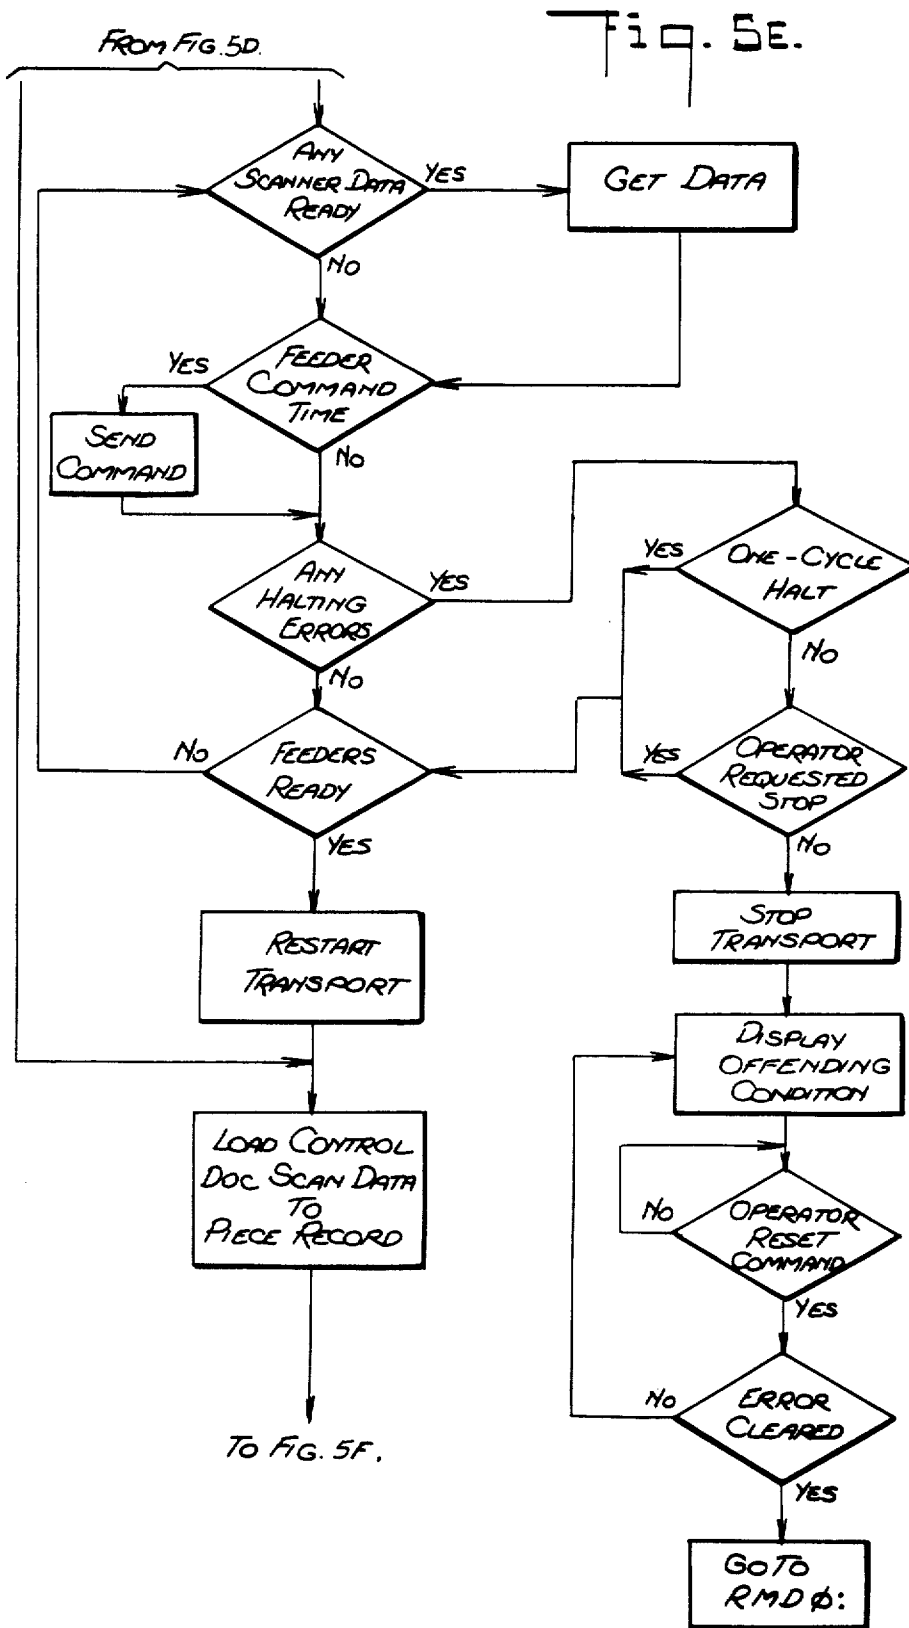 FROM FIG. 5D.
Fig. 5E.
ANY
SCANNER DATA
READY
YES
GET DATA
NO
FEEDER
COMMAND
TIME
YES
SEND
COMMAND
NO
ANY
HALTING
ERRORS
YES
ONE-CYCLE
HALT
YES
NO
NO
FEEDERS
READY
NO
OPERATOR
REQUESTED
STOP
YES
YES
NO
RESTART
TRANSPORT
STOP
TRANSPORT
DISPLAY
OFFENDING
CONDITION
LOAD CONTROL
DOC SCAN DATA
TO
PIECE RECORD
OPERATOR
RESET
COMMAND
NO
YES
ERROR
CLEARED
NO
YES
TO FIG. 5F.
GO TO
RMD φ: